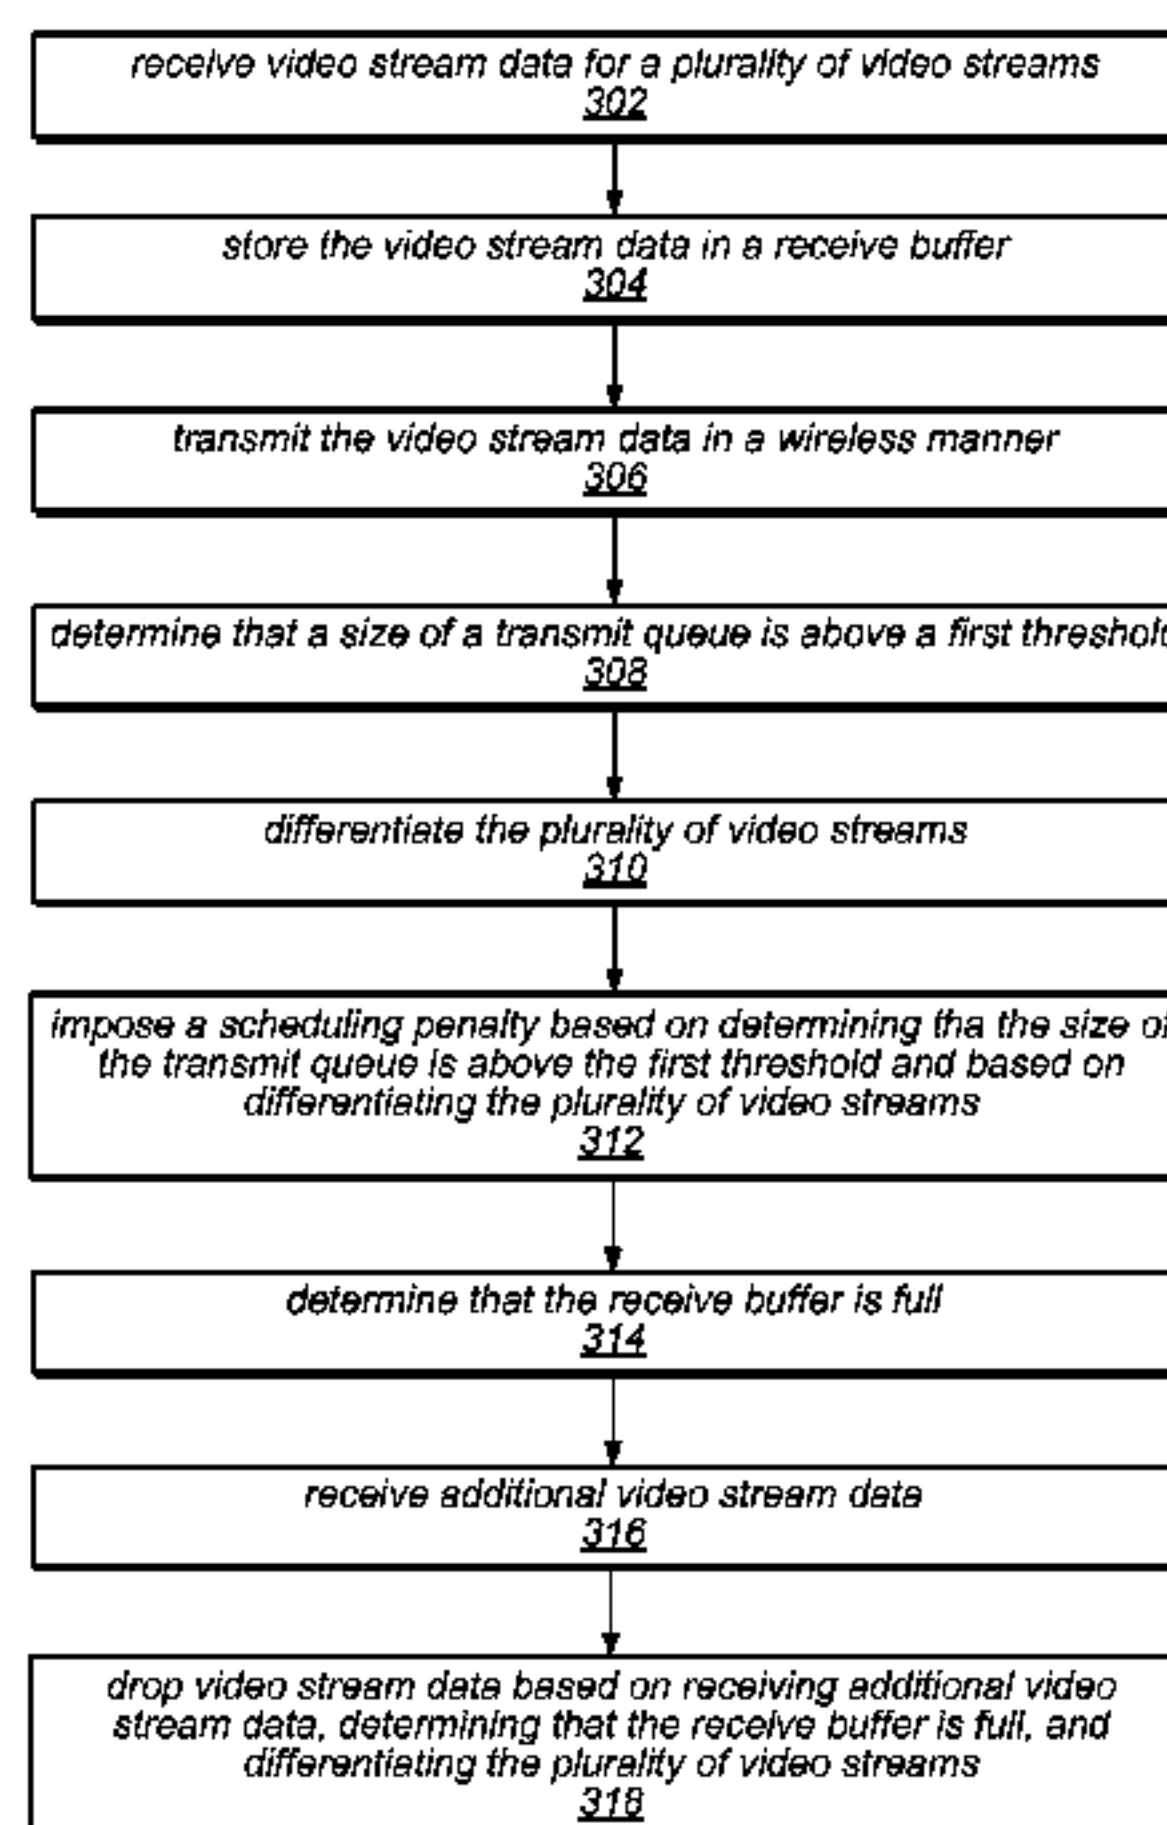 receive video stream data for a plurality of video streams
302
store the video stream data in a receive buffer
304
transmit the video stream data in a wireless manner
306
determine that a size of a transmit queue is above a first threshold
308
differentiate the plurality of video streams
310
impose a scheduling penalty based on determining tha the size of
the transmit queue is above the first threshold and based on
differentiating the plurality of video streams
312
determine that the receive buffer is full
314
receive additional video stream data
316
drop video stream data based on receiving additional video
stream data, determining that the receive buffer is full, and
differentiating the plurality of video streams
318